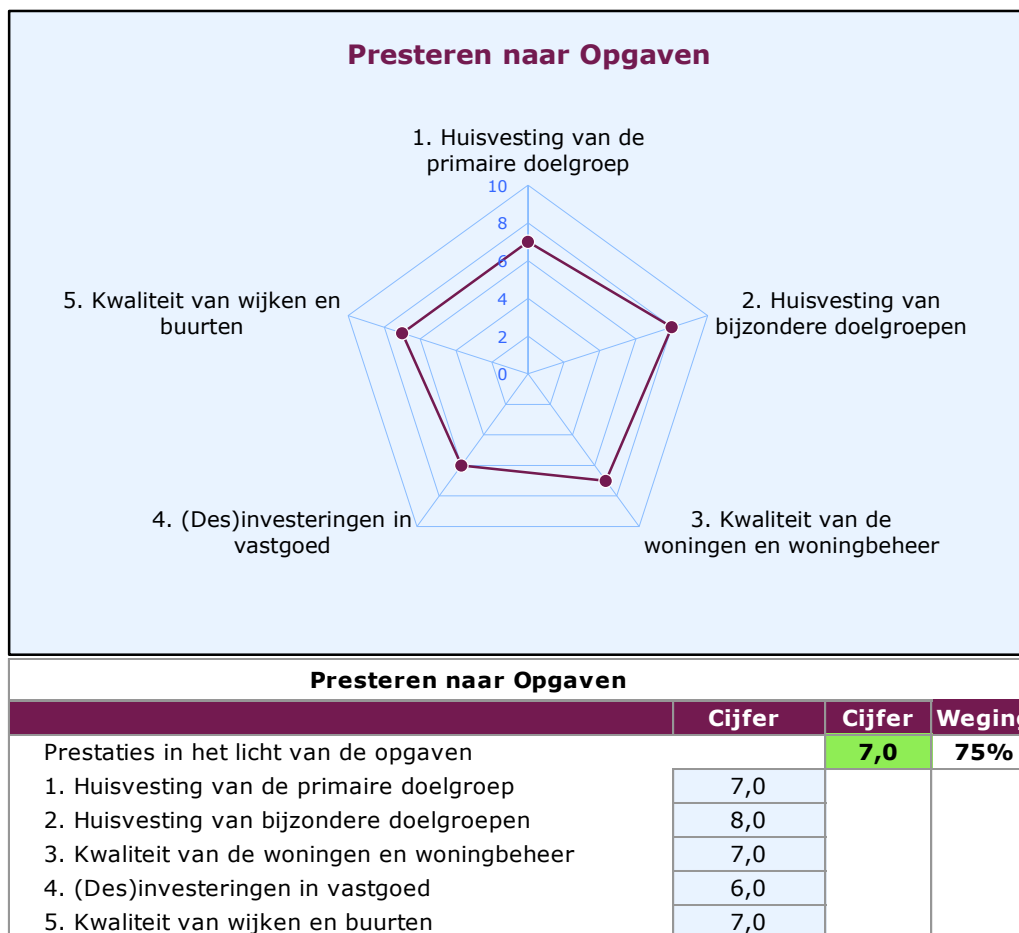 Presteren naar Opgaven
1. Huisvesting van de
primaire doelgroep
10
8
6
4
2
0
5. Kwaliteit van wijken en
buurten
2. Huisvesting van
bijzondere doelgroepen
4. (Des)investeringen in
vastgoed
3. Kwaliteit van de
woningen en woningbeheer
Presteren naar Opgaven
Cijfer Cijfer Weging
Prestaties in het licht van de opgaven 7,0 75%
1. Huisvesting van de primaire doelgroep 7,0
2. Huisvesting van bijzondere doelgroepen 8,0
3. Kwaliteit van de woningen en woningbeheer 7,0
4. (Des)investeringen in vastgoed 6,0
5. Kwaliteit van wijken en buurten 7,0